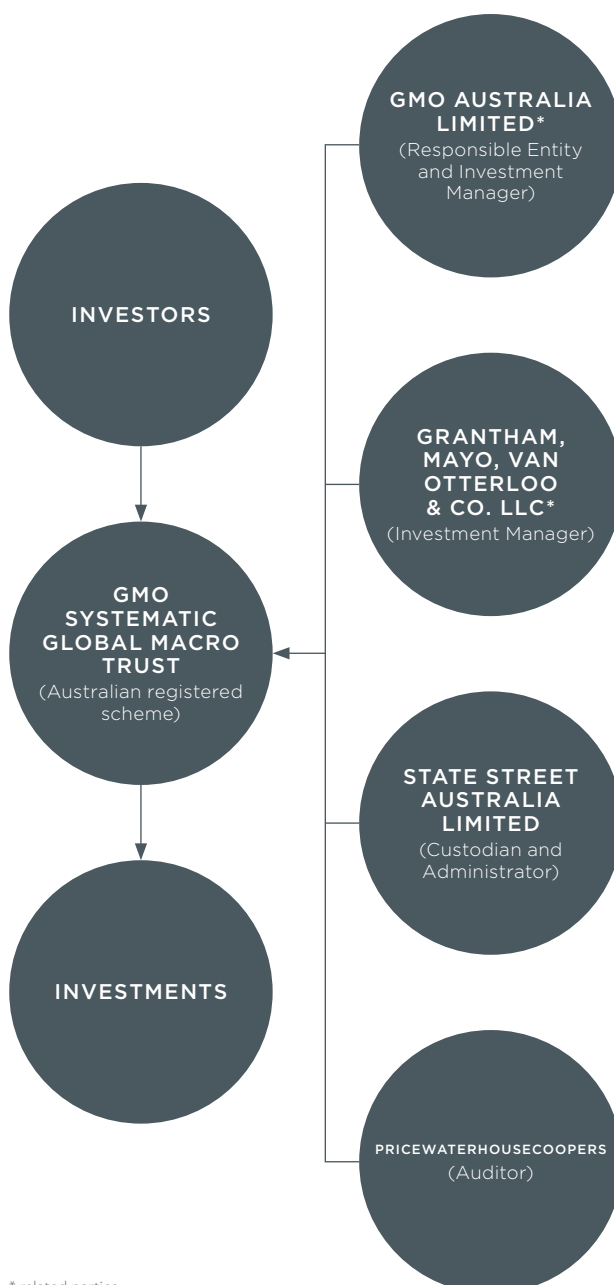 INVESTORS
GMO
SYSTEMATIC
GLOBAL MACRO
TRUST
(Australian registered
scheme)
INVESTMENTS
GMO AUSTRALIA
LIMITED*
(Responsible Entity
and Investment
Manager)
GRANTHAM,
MAYO, VAN
OTTERLOO
& CO. LLC*
(Investment Manager)
STATE STREET
AUSTRALIA
LIMITED
(Custodian and
Administrator)
PRICEWATERHOUSECOOPERS
(Auditor)
* related parties